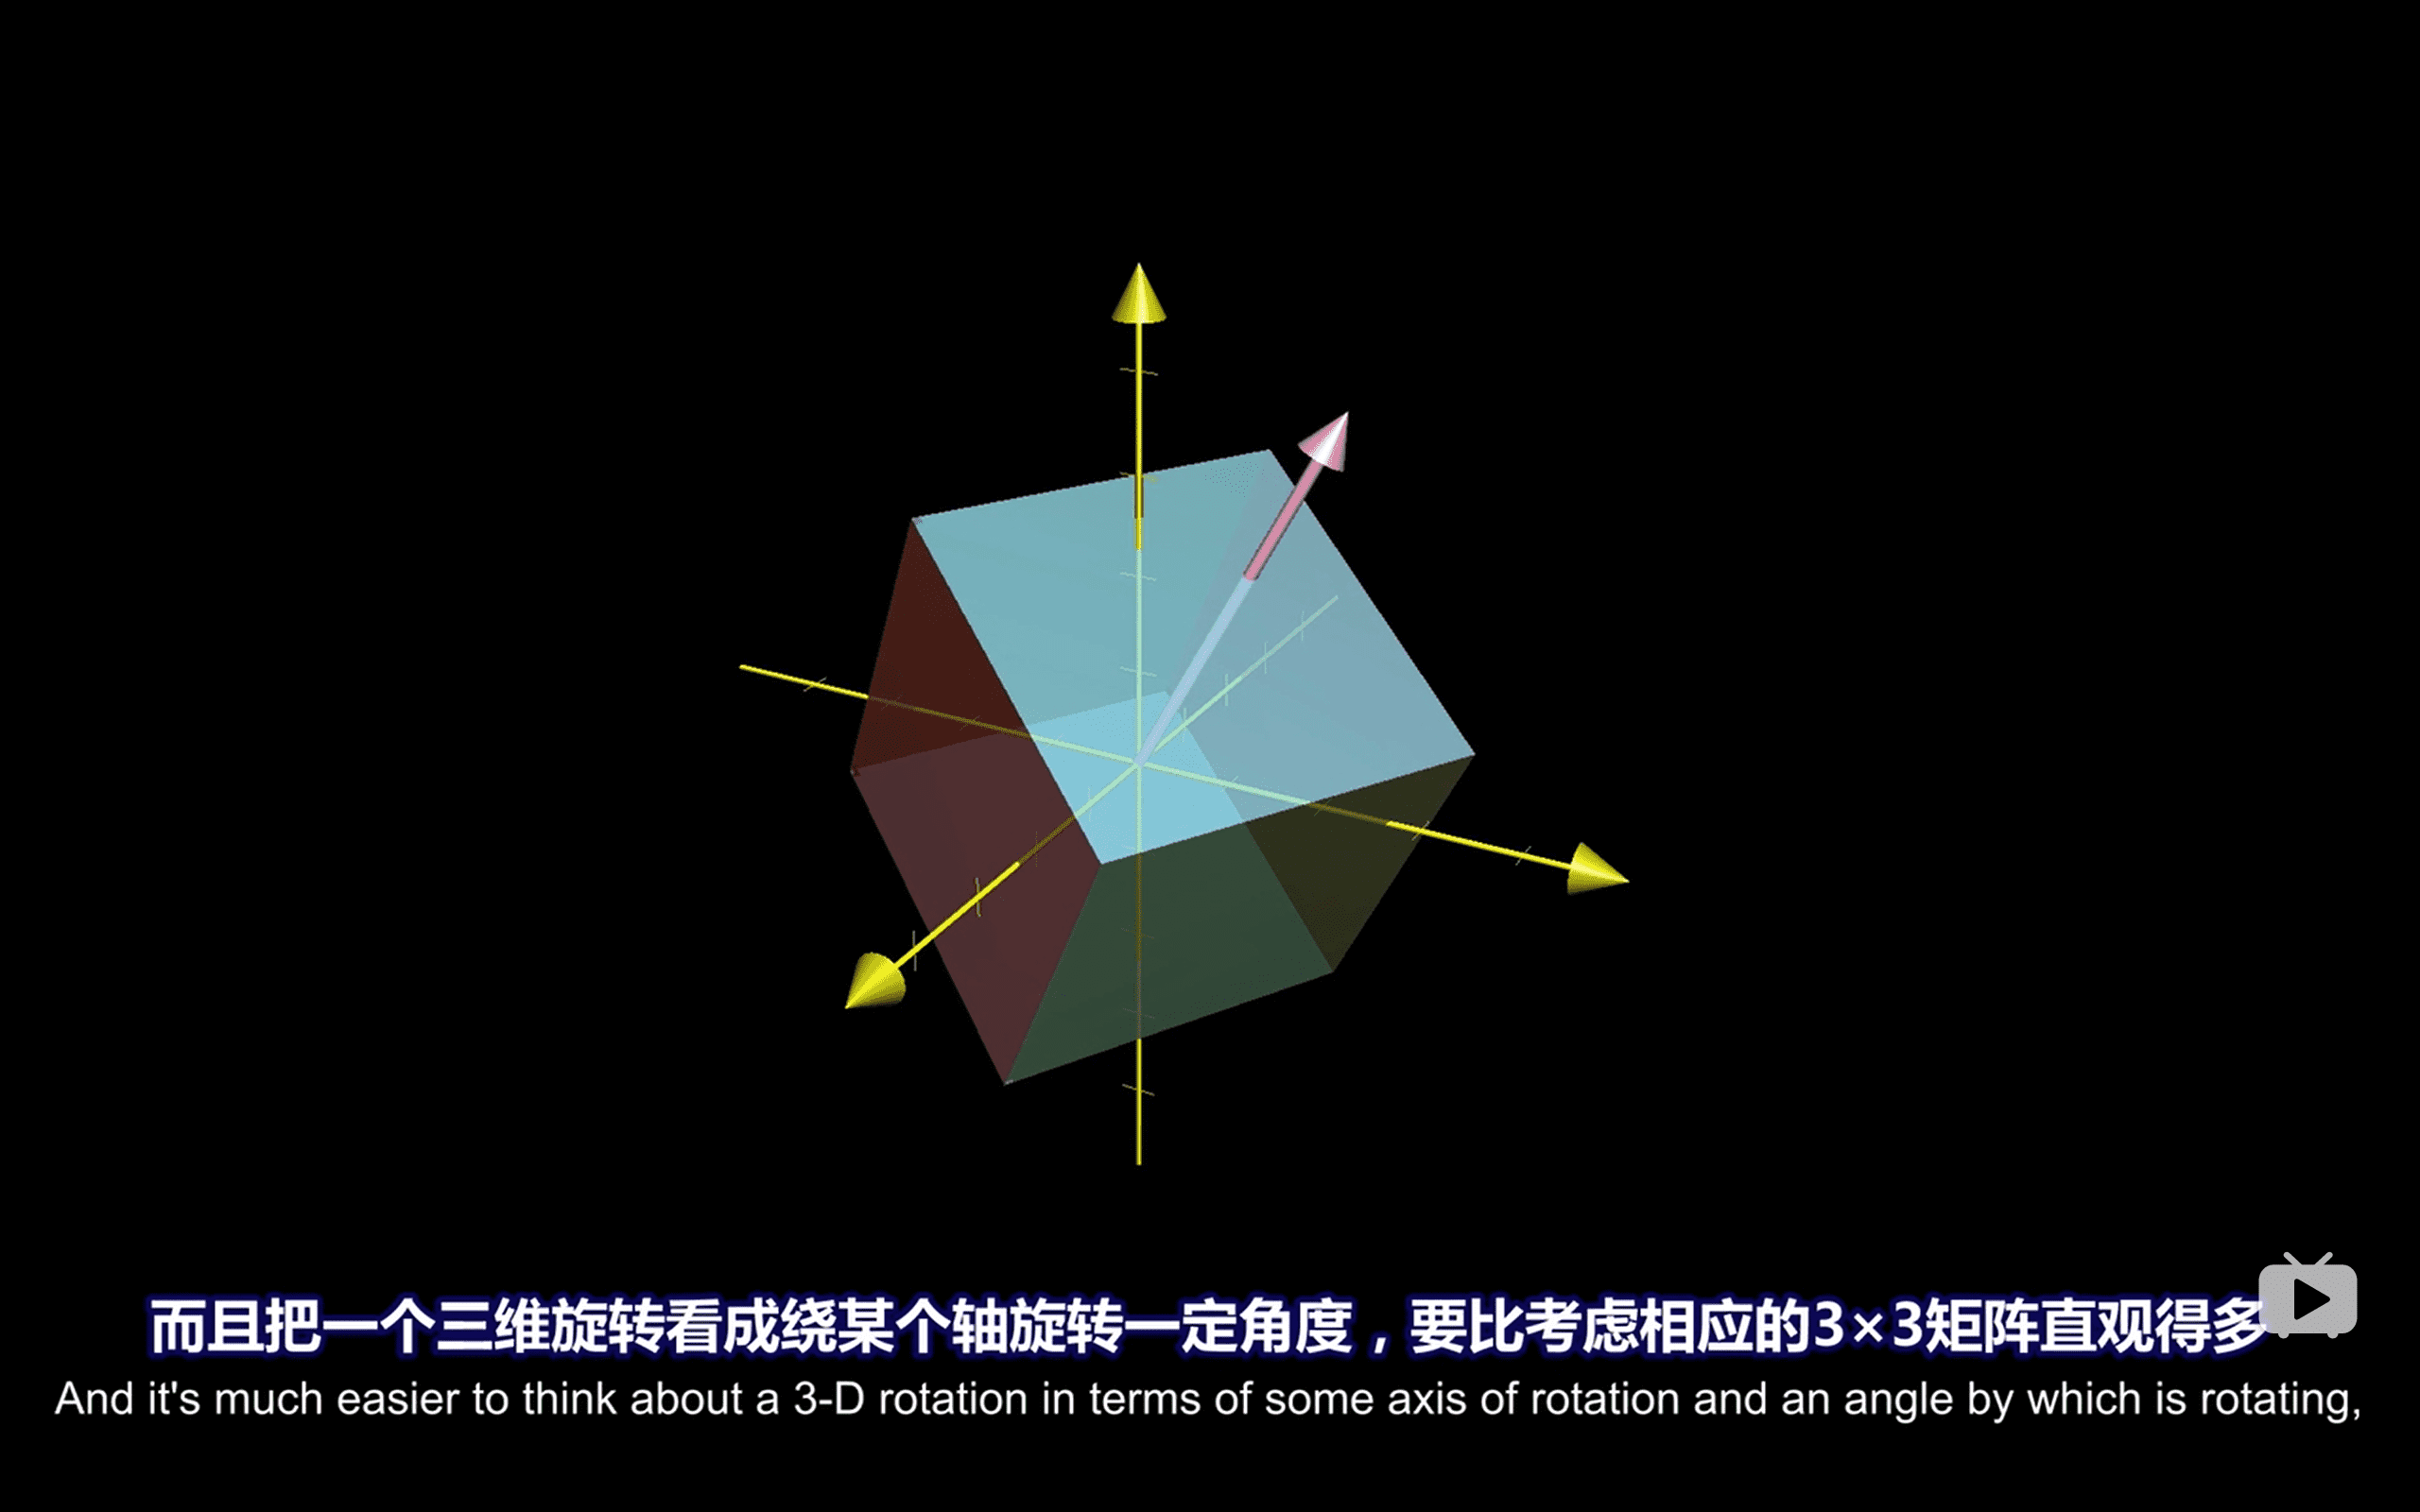 而且把一个三维旋转看成绕某个轴旋转一定角度，要比考虑相应的3×3矩阵直观得多
And it's much easier to think about a 3-D rotation in terms of some axis of rotation and an angle by which is rotating,